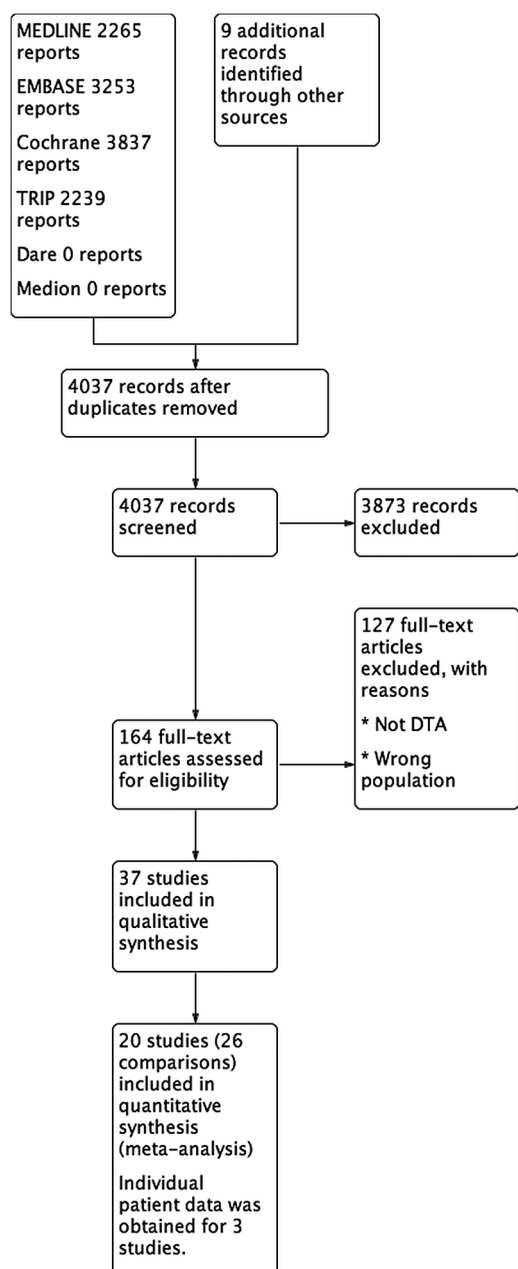 MEDLINE 2265
reports
EMBASE 3253
reports
Cochrane 3837
reports
TRIP 2239
reports
Dare 0 reports
Medion 0 reports
9 additional
records
identified
through other
sources
4037 records after
duplicates removed
4037 records
screened
3873 records
excluded
127 full-text
articles
excluded, with
reasons
* Not DTA
* Wrong
population
164 full-text
articles assessed
for eligibility
37 studies
included in
qualitative
synthesis
20 studies (26
comparisons)
included in
quantitative
synthesis
(meta-analysis)
Individual
patient data was
obtained for 3
studies.